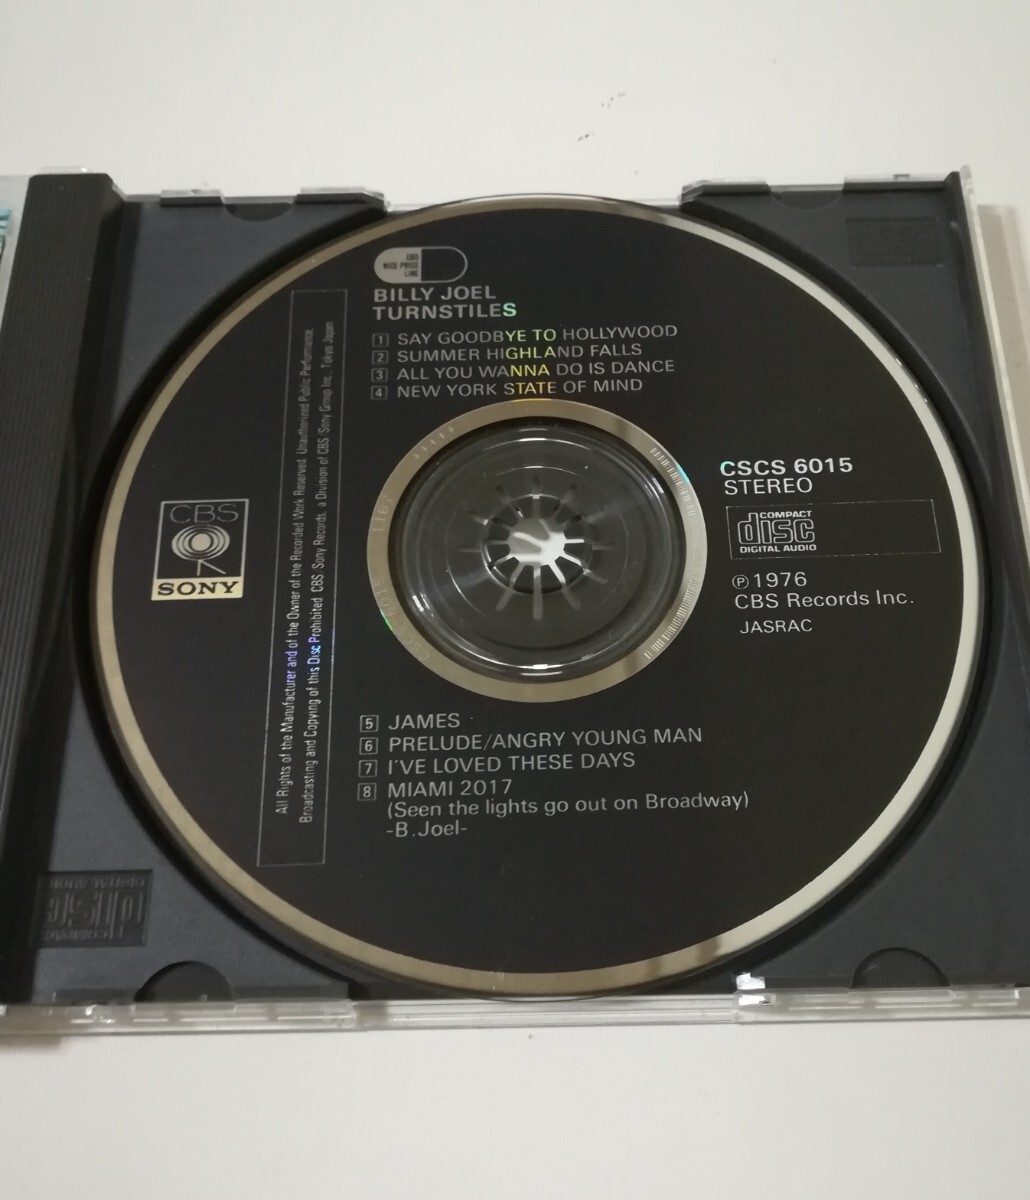 CBS
NICE PRICE
LINE
BILLY JOEL
TURNSTILES
1 SAY GOODBYE TO HOLLYWOOD
2 SUMMER HIGHLAND FALLS
3 ALL YOU WANNA DO IS DANCE
4 NEW YORK STATE OF MIND
All Rights of the Manufacturer and of the Owner of the Recorded Work Reserved. Unauthorized Public Performance.
Broadcasting and Copying of this Disc Prohibited. CBS/Sony Records. a Division of CBS/Sony Group Inc. Tokyo Japan
CBS
SONY
CSCS 6015
STEREO
COMPACT
disc
DIGITAL AUDIO
℗ 1976
CBS Records Inc.
JASRAC
5 JAMES
6 PRELUDE/ANGRY YOUNG MAN
7 I'VE LOVED THESE DAYS
8 MIAMI 2017
(Seen the lights go out on Broadway)
-B.Joel-
COMPACT
disc
DIGITAL AUDIO